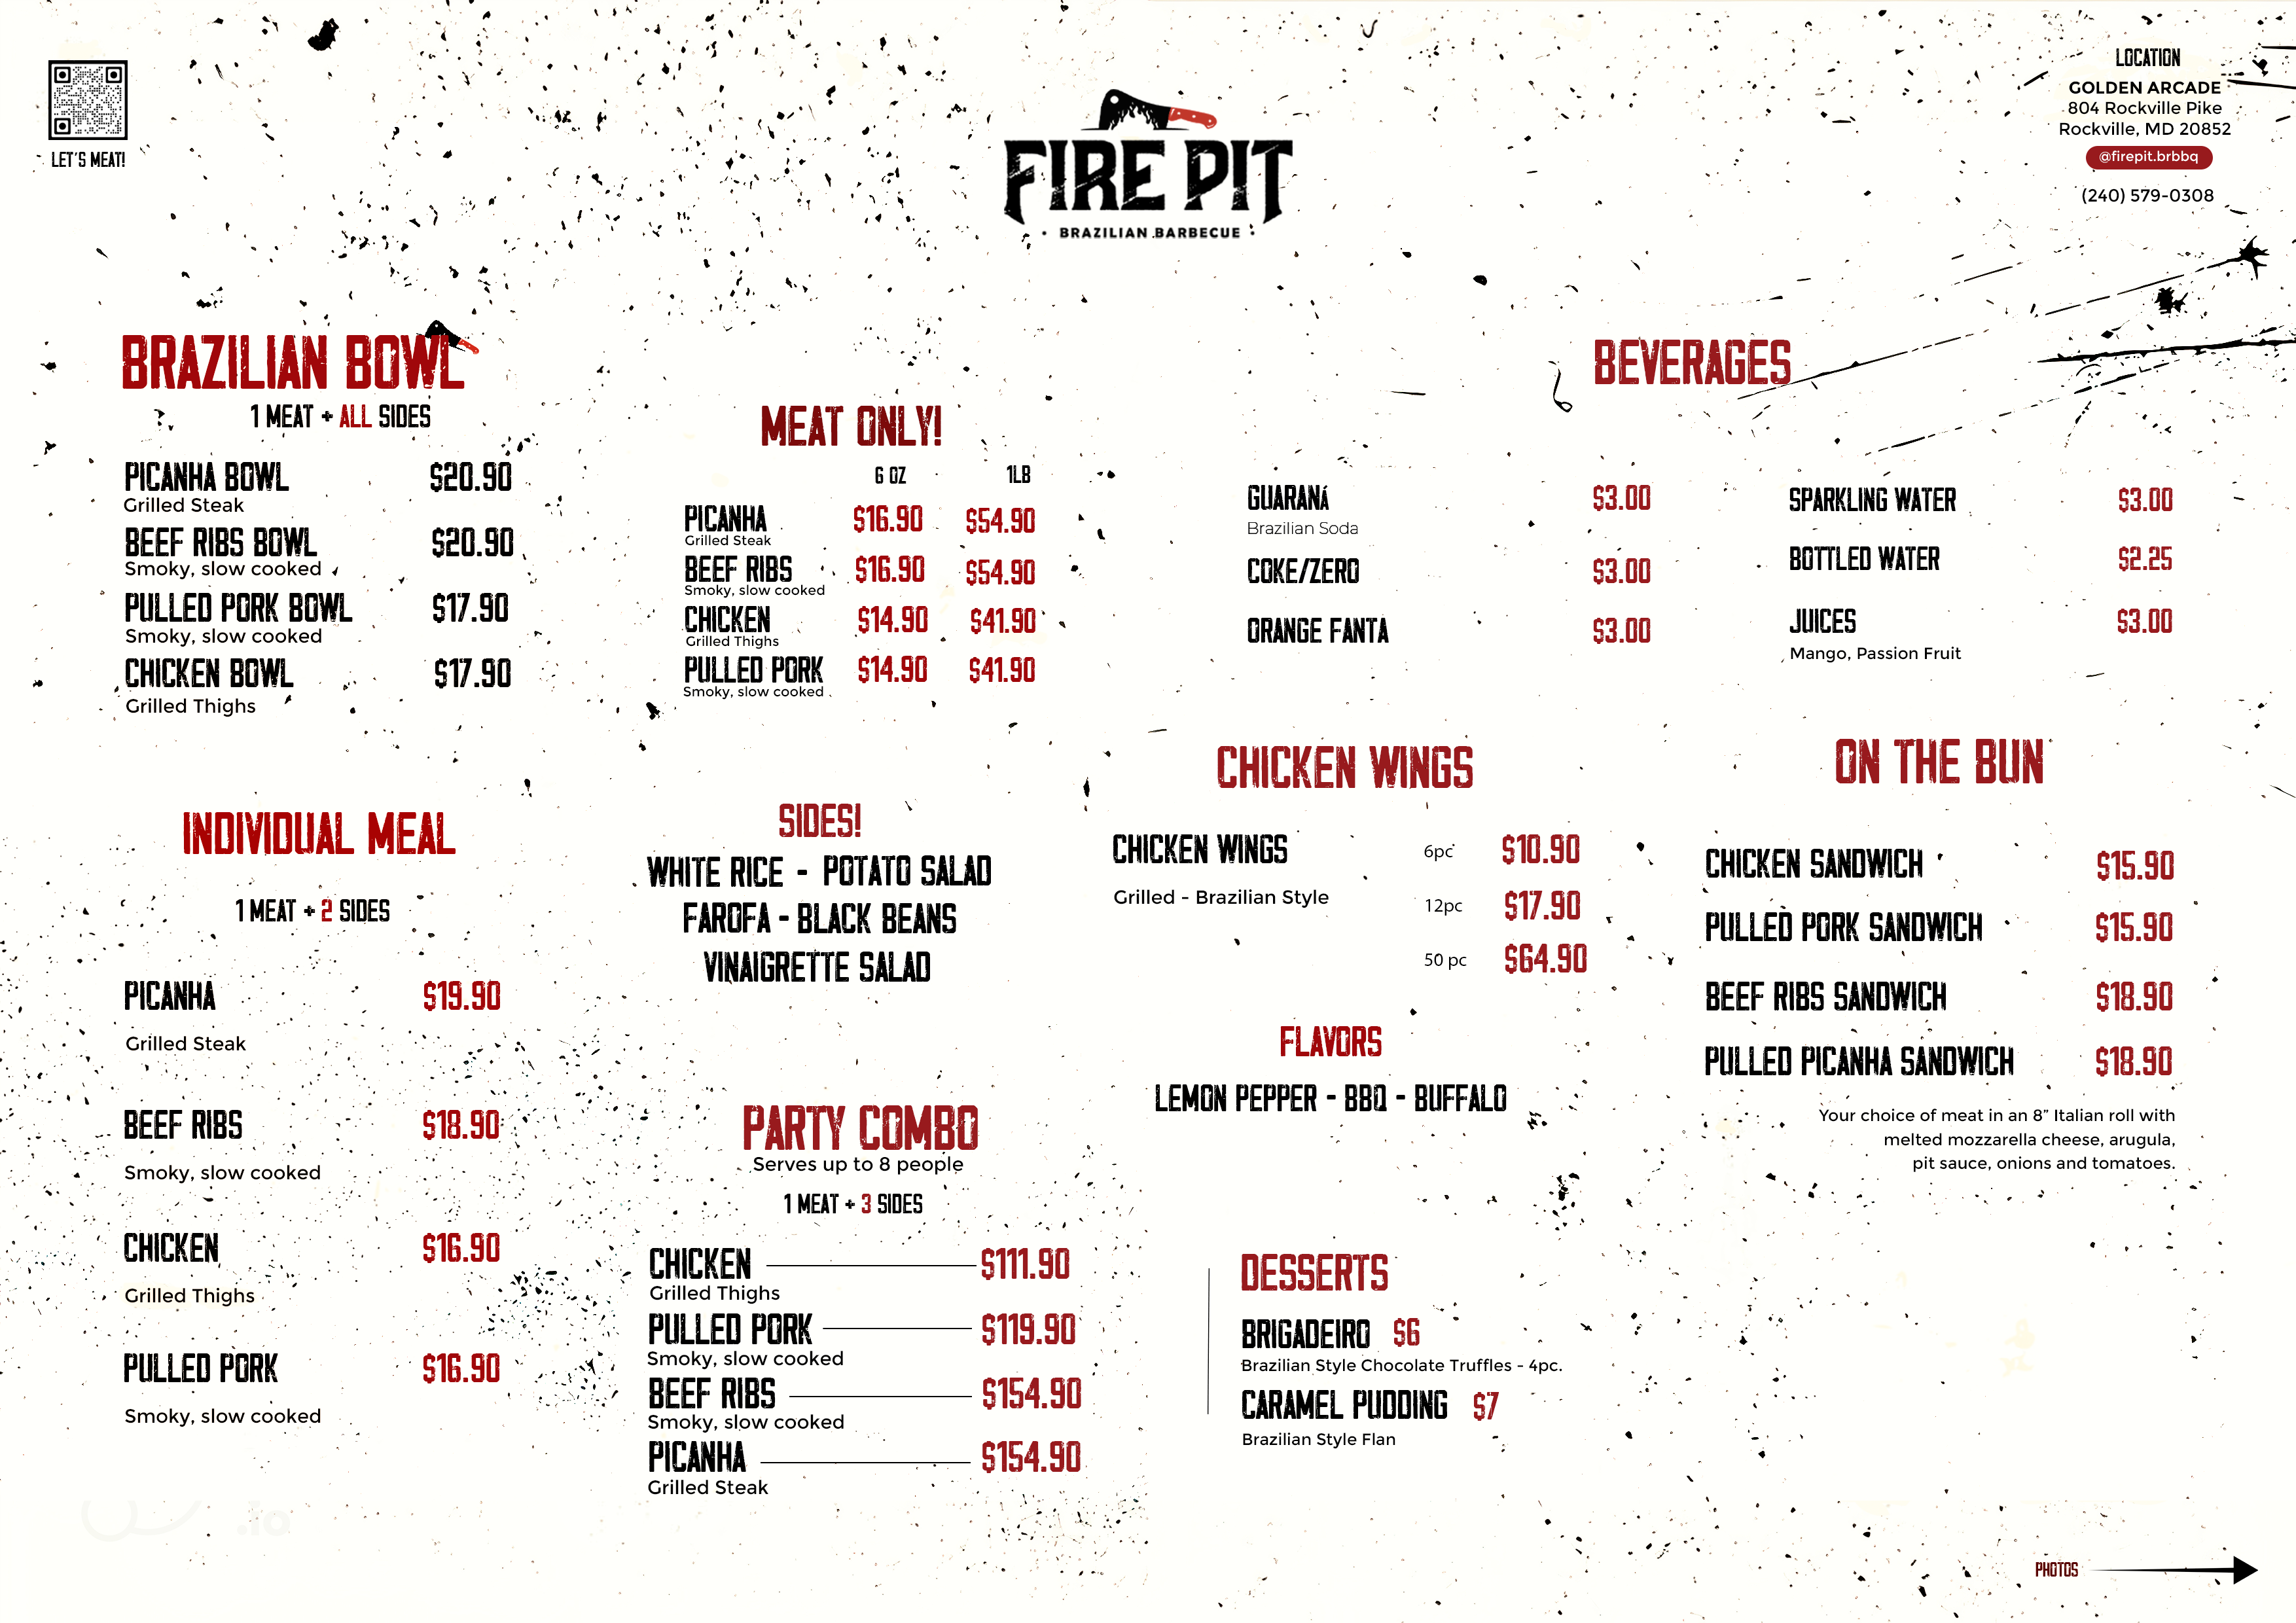 LET'S MEAT!
FIRE PIT
BRAZILIAN BARBECUE
LOCATION
GOLDEN ARCADE
804 Rockville Pike
Rockville, MD 20852
@firepit.brbbq
(240) 579-0308
BRAZILIAN BOWL
1 MEAT + ALL SIDES
PICANHA BOWL $20.90
Grilled Steak
BEEF RIBS BOWL $20.90
Smoky, slow cooked
PULLED PORK BOWL $17.90
Smoky, slow cooked
CHICKEN BOWL $17.90
Grilled Thighs
INDIVIDUAL MEAL
1 MEAT + 2 SIDES
PICANHA $19.90
Grilled Steak
BEEF RIBS $18.90
Smoky, slow cooked
CHICKEN $16.90
Grilled Thighs
PULLED PORK $16.90
Smoky, slow cooked
MEAT ONLY!
6 OZ 1LB
PICANHA $16.90 $54.90
Grilled Steak
BEEF RIBS $16.90 $54.90
Smoky, slow cooked
CHICKEN $14.90 $41.90
Grilled Thighs
PULLED PORK $14.90 $41.90
Smoky, slow cooked
SIDES!
WHITE RICE - POTATO SALAD
FAROFA - BLACK BEANS
VINAIGRETTE SALAD
PARTY COMBO
Serves up to 8 people
1 MEAT + 3 SIDES
CHICKEN $111.90
Grilled Thighs
PULLED PORK $119.90
Smoky, slow cooked
BEEF RIBS $154.90
Smoky, slow cooked
PICANHA $154.90
Grilled Steak
BEVERAGES
GUARANá $3.00
Brazilian Soda
COKE/ZERO $3.00
ORANGE FANTA $3.00
SPARKLING WATER $3.00
BOTTLED WATER $2.25
JUICES $3.00
Mango, Passion Fruit
CHICKEN WINGS
CHICKEN WINGS 6pc $10.90
Grilled - Brazilian Style
12pc $17.90
50 pc $64.90
FLAVORS
LEMON PEPPER - BBQ - BUFFALO
DESSERTS
BRIGADEIRO $6
Brazilian Style Chocolate Truffles - 4pc.
CARAMEL PUDDING $7
Brazilian Style Flan
ON THE BUN
CHICKEN SANDWICH $15.90
PULLED PORK SANDWICH $15.90
BEEF RIBS SANDWICH $18.90
PULLED PICANHA SANDWICH $18.90
Your choice of meat in an 8” Italian roll with
melted mozzarella cheese, arugula,
pit sauce, onions and tomatoes.
.io
PHOTOS